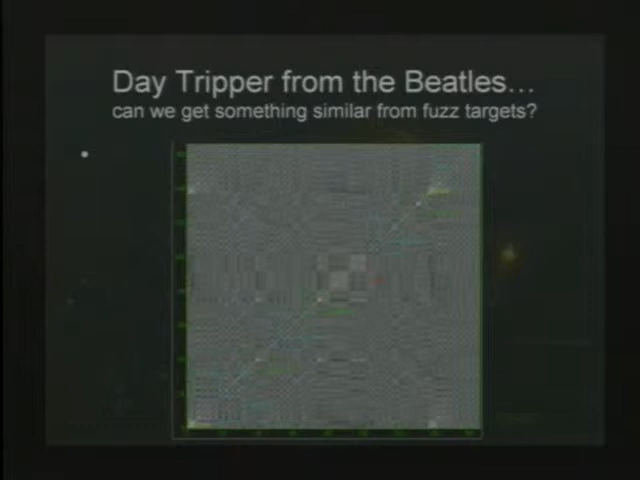 Day Tripper from the Beatles…
can we get something similar from fuzz targets?